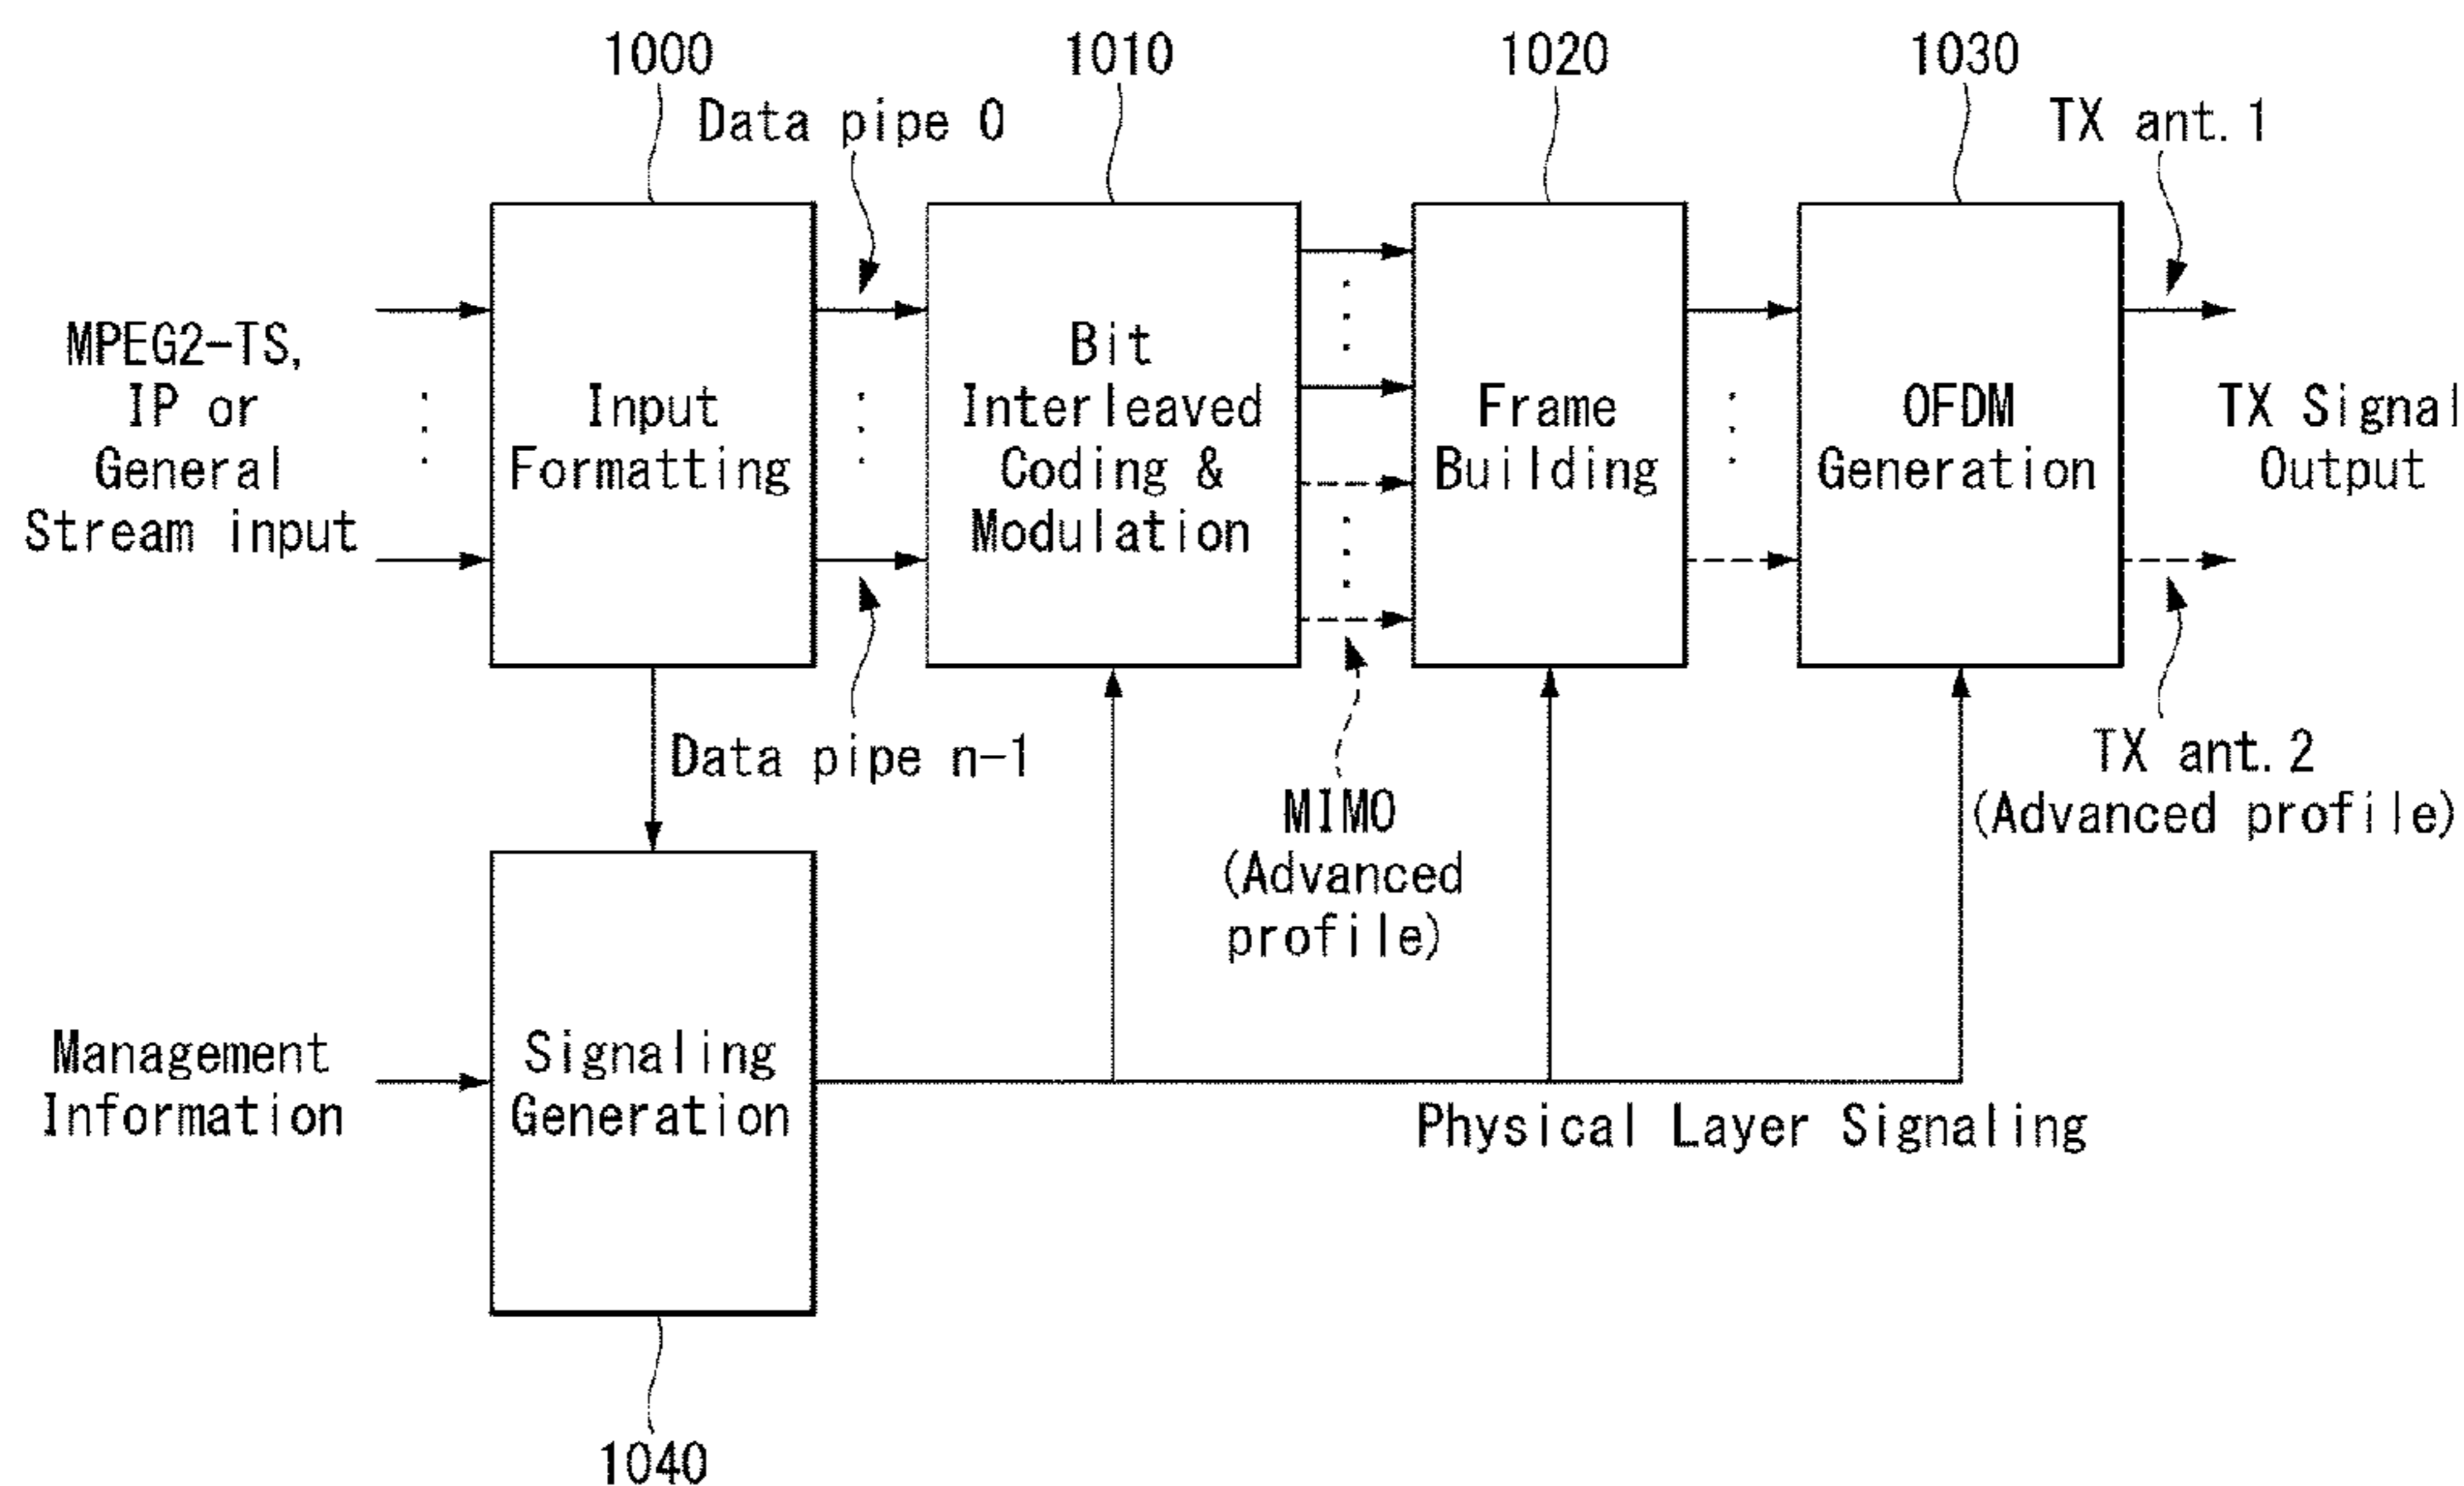 1000
1010
1020
1030
Data pipe 0
TX ant.1
MPEG2-TS,
IP or
General
Stream input
Input
Formatting
Bit
Interleaved
Coding &
Modulation
Frame
Building
OFDM
Generation
TX Signal
Output
Data pipe n-1
MIMO
(Advanced
profile)
TX ant.2
(Advanced profile)
Management
Information
Signaling
Generation
Physical Layer Signaling
1040